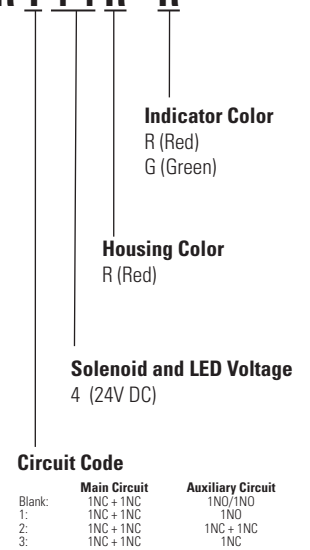 Indicator Color
R (Red)
G (Green)
Housing Color
R (Red)
Solenoid and LED Voltage
4 (24V DC)
Circuit Code
Main Circuit Auxiliary Circuit
Blank: 1NC + 1NC 1NO/1NO
1: 1NC + 1NC 1NO
2: 1NC + 1NC 1NC + 1NC
3: 1NC + 1NC 1NC